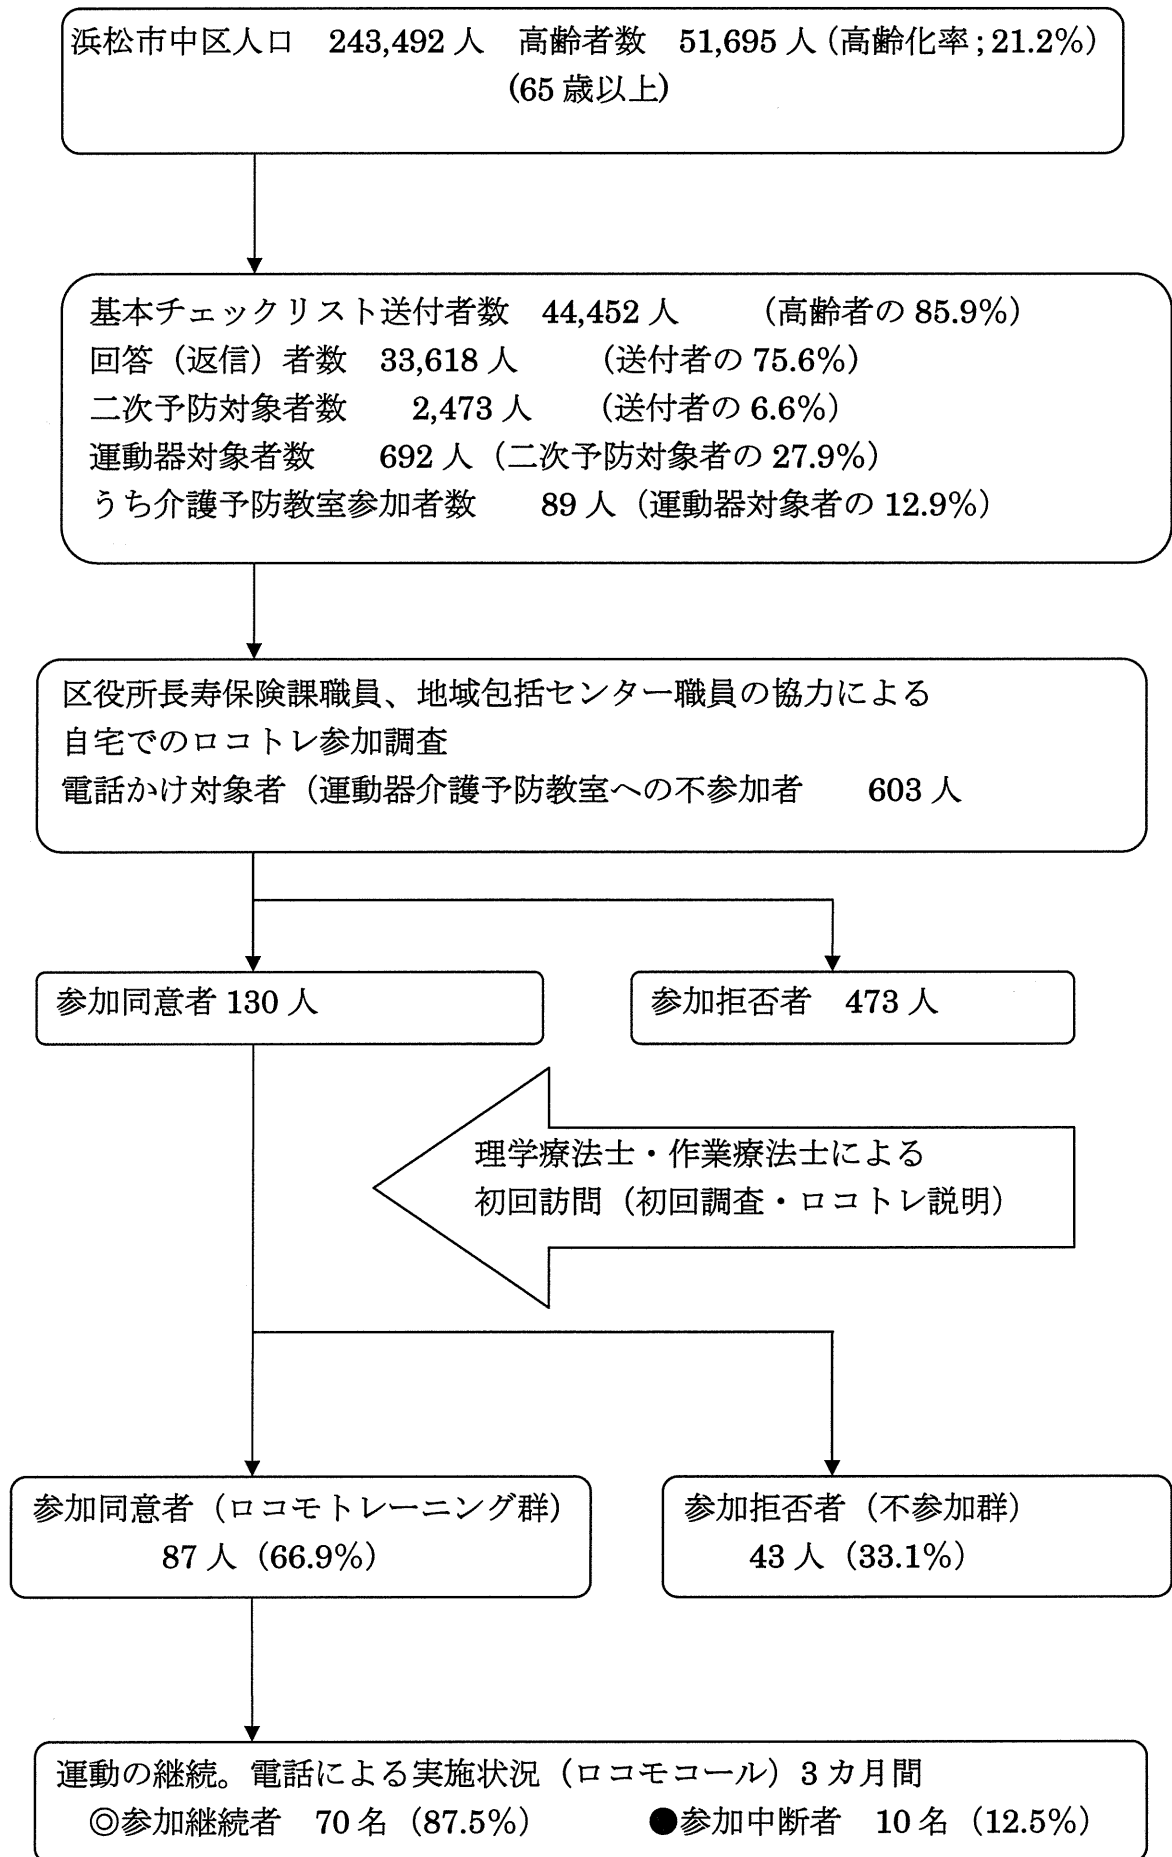 浜松市中区人口　243,492 人　高齢者数　51,695 人（高齢化率；21.2%）
(65 歳以上)
基本チェックリスト送付者数　44,452 人　　（高齢者の 85.9%）
回答（返信）者数　33,618 人　　（送付者の 75.6%）
二次予防対象者数　　2,473 人　　（送付者の 6.6%）
運動器対象者数　　692 人（二次予防対象者の 27.9%）
うち介護予防教室参加者数　　89 人（運動器対象者の 12.9%）
区役所長寿保険課職員、地域包括センター職員の協力による
自宅でのロコトレ参加調査
電話かけ対象者（運動器介護予防教室への不参加者　　603 人
参加同意者 130 人
参加拒否者　473 人
理学療法士・作業療法士による
初回訪問（初回調査・ロコトレ説明）
参加同意者（ロコモトレーニング群）
87 人（66.9%）
参加拒否者（不参加群）
43 人（33.1%）
運動の継続。電話による実施状況（ロコモコール）3 カ月間
◎参加継続者　70 名（87.5%）　　　●参加中断者　10 名（12.5%）